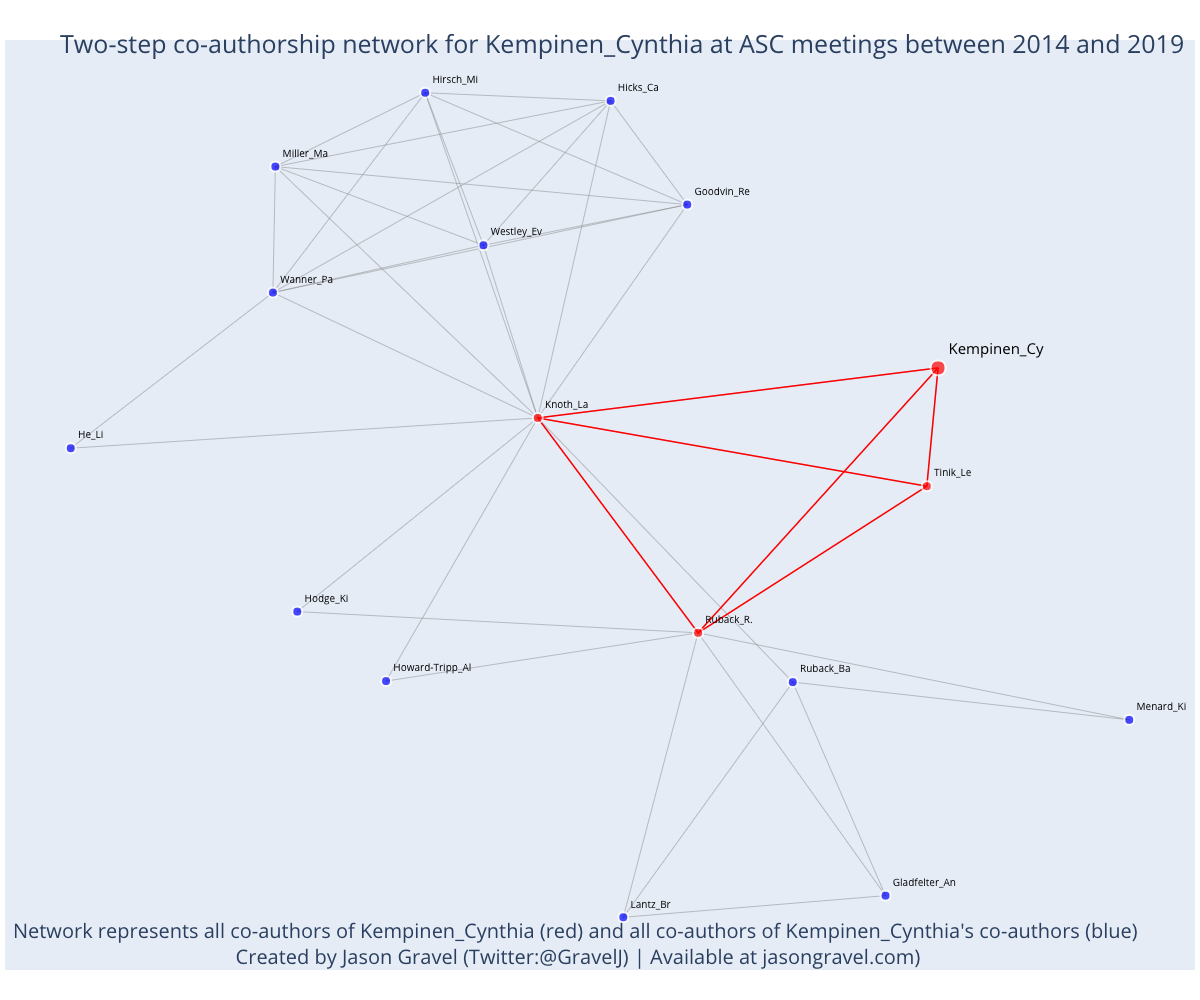 Two-step co-authorship network for Kempinen_Cynthia at ASC meetings between 2014 and 2019
Hirsch_Mi
Hicks_Ca
Miller_Ma
Goodvin_Re
Westley_Ev
Wanner_Pa
Kempinen_Cy
Knoth_La
He_Li
Tinik_Le
Hodge_Ki
Ruback_R.
Howard-Tripp_Al
Ruback_Ba
Menard_Ki
Gladfelter_An
Lantz_Br
Network represents all co-authors of Kempinen_Cynthia (red) and all co-authors of Kempinen_Cynthia's co-authors (blue)
Created by Jason Gravel (Twitter:@GravelJ) | Available at jasongravel.com)